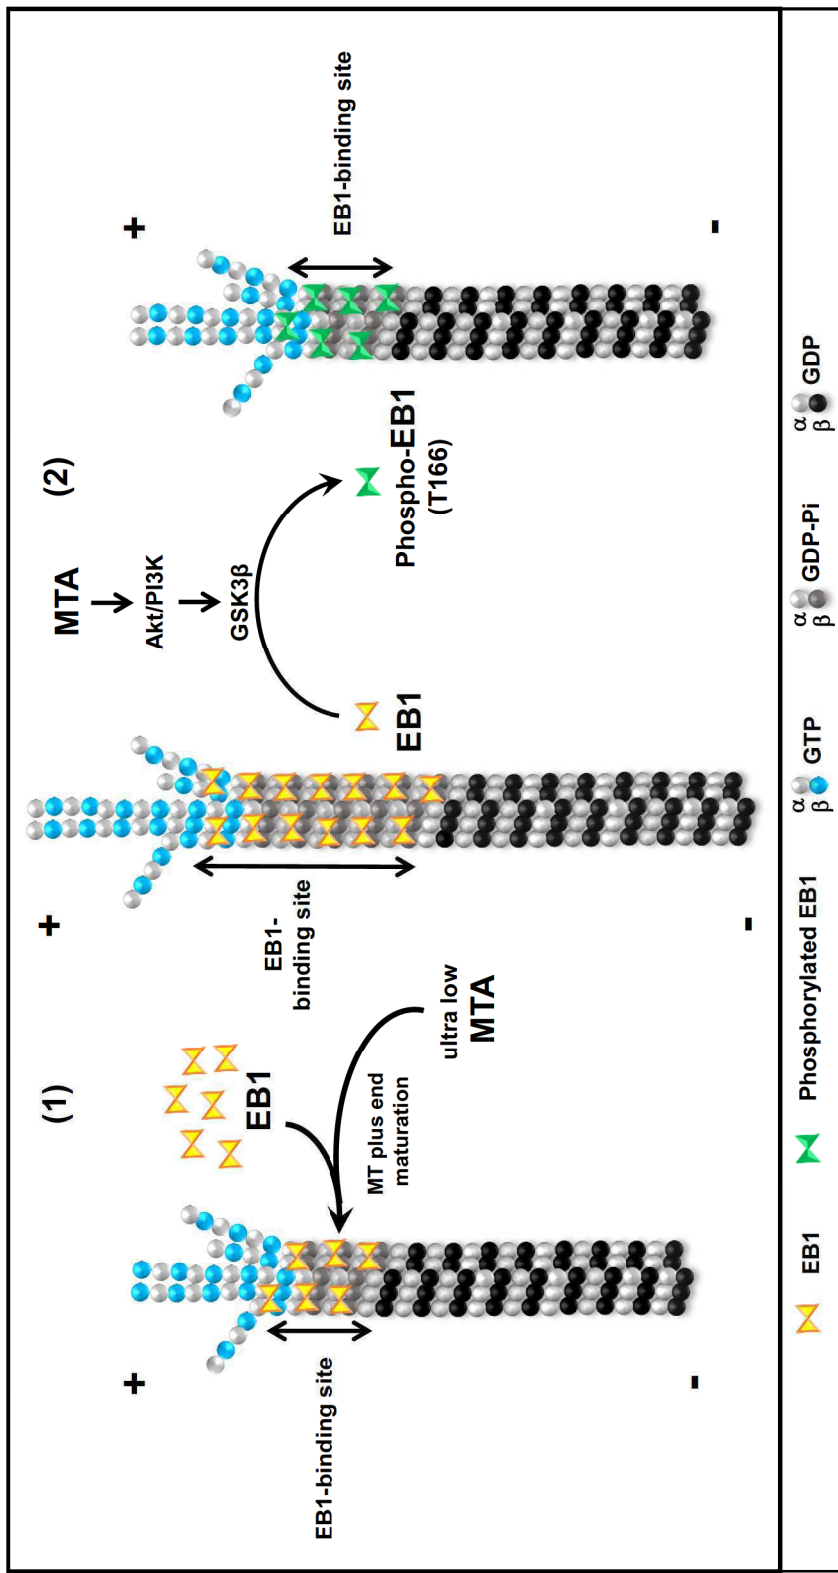 (1)
(2)
+
+
+
EB1
MT plus end
maturation
ultra low
MTA
EB1-binding site
EB1-
binding site
MTA
Akt/PI3K
GSK3β
EB1
Phospho-EB1
(T166)
EB1-binding site
-
-
-
EB1
Phosphorylated EB1
α
β
GTP
α
β
GDP-Pi
α
β
GDP